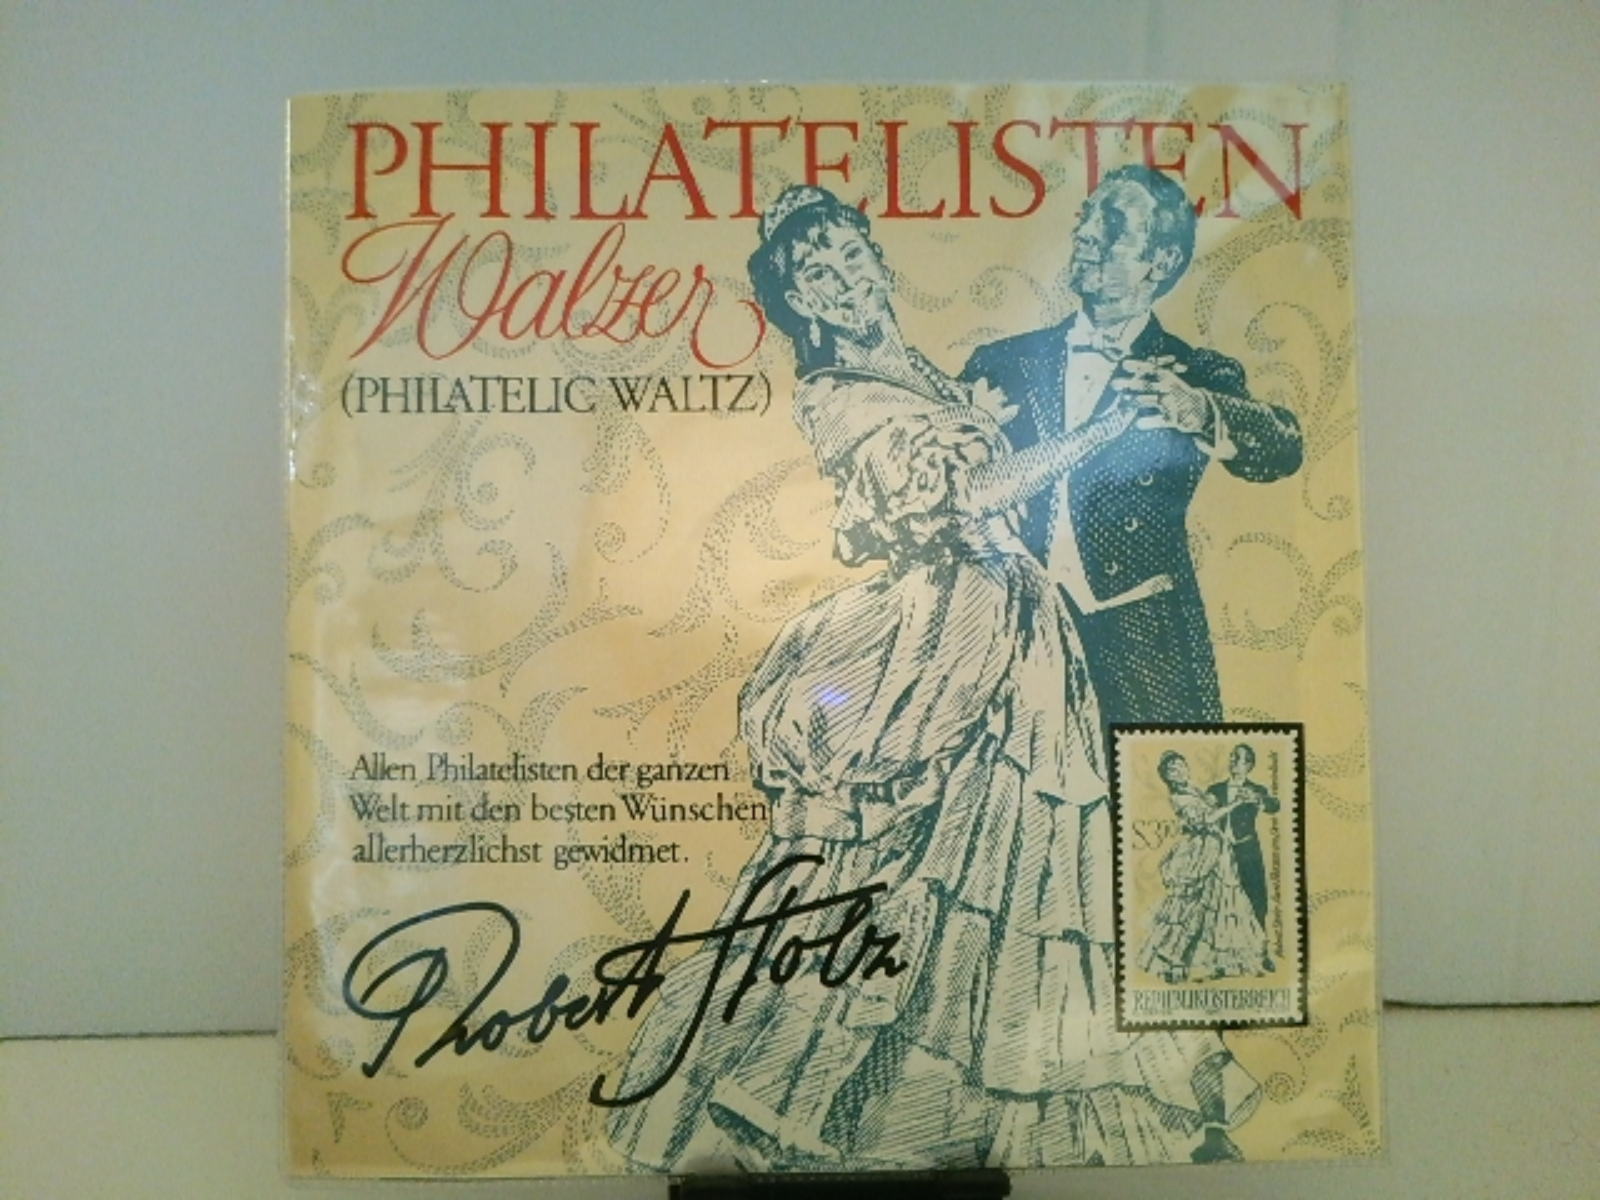 PHILATELISTEN
Walzer
(PHILATELIC WALTZ)
Allen Philatelisten der ganzen
Welt mit den besten Wünschen
allerherzlichst gewidmet.
Robert Stolz
S3
REPUBLIK ÖSTERREICH